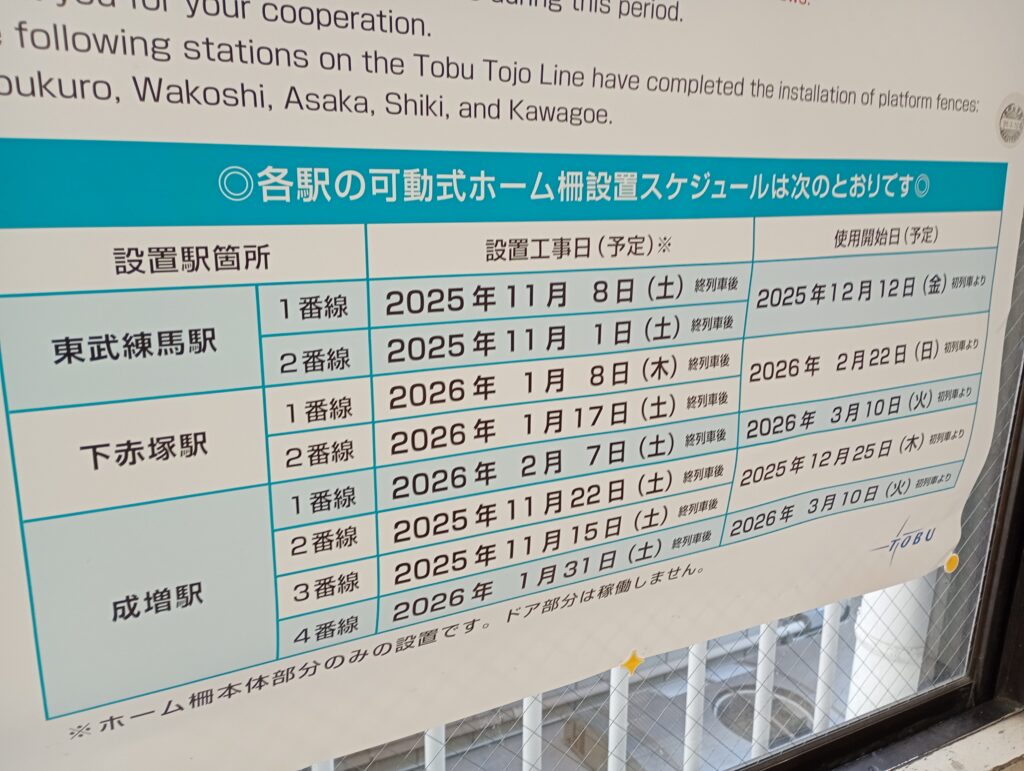 you for your cooperation.
during this period.
following stations on the Tobu Tojo Line have completed the installation of platform fences:
bukuro, Wakoshi, Asaka, Shiki, and Kawagoe.
◎各駅の可動式ホーム柵設置スケジュールは次のとおりです◎
設置駅箇所 設置工事日(予定)※ 使用開始日(予定)
東武練馬駅
1番線 2025年11月 8日(土) 終列車後
2番線 2025年11月 1日(土) 終列車後
2025年12月12日(金) 初列車より
下赤塚駅
1番線 2026年 1月 8日(木) 終列車後
2番線 2026年 1月17日(土) 終列車後
2026年 2月22日(日) 初列車より
成増駅
1番線 2026年 2月 7日(土) 終列車後
2026年 3月10日(火) 初列車より
2番線 2025年11月22日(土) 終列車後
3番線 2025年11月15日(土) 終列車後
2025年12月25日(木) 初列車より
4番線 2026年 1月31日(土) 終列車後
2026年 3月10日(火) 初列車より
※ホーム柵本体部分のみの設置です。ドア部分は稼働しません。
TOBU